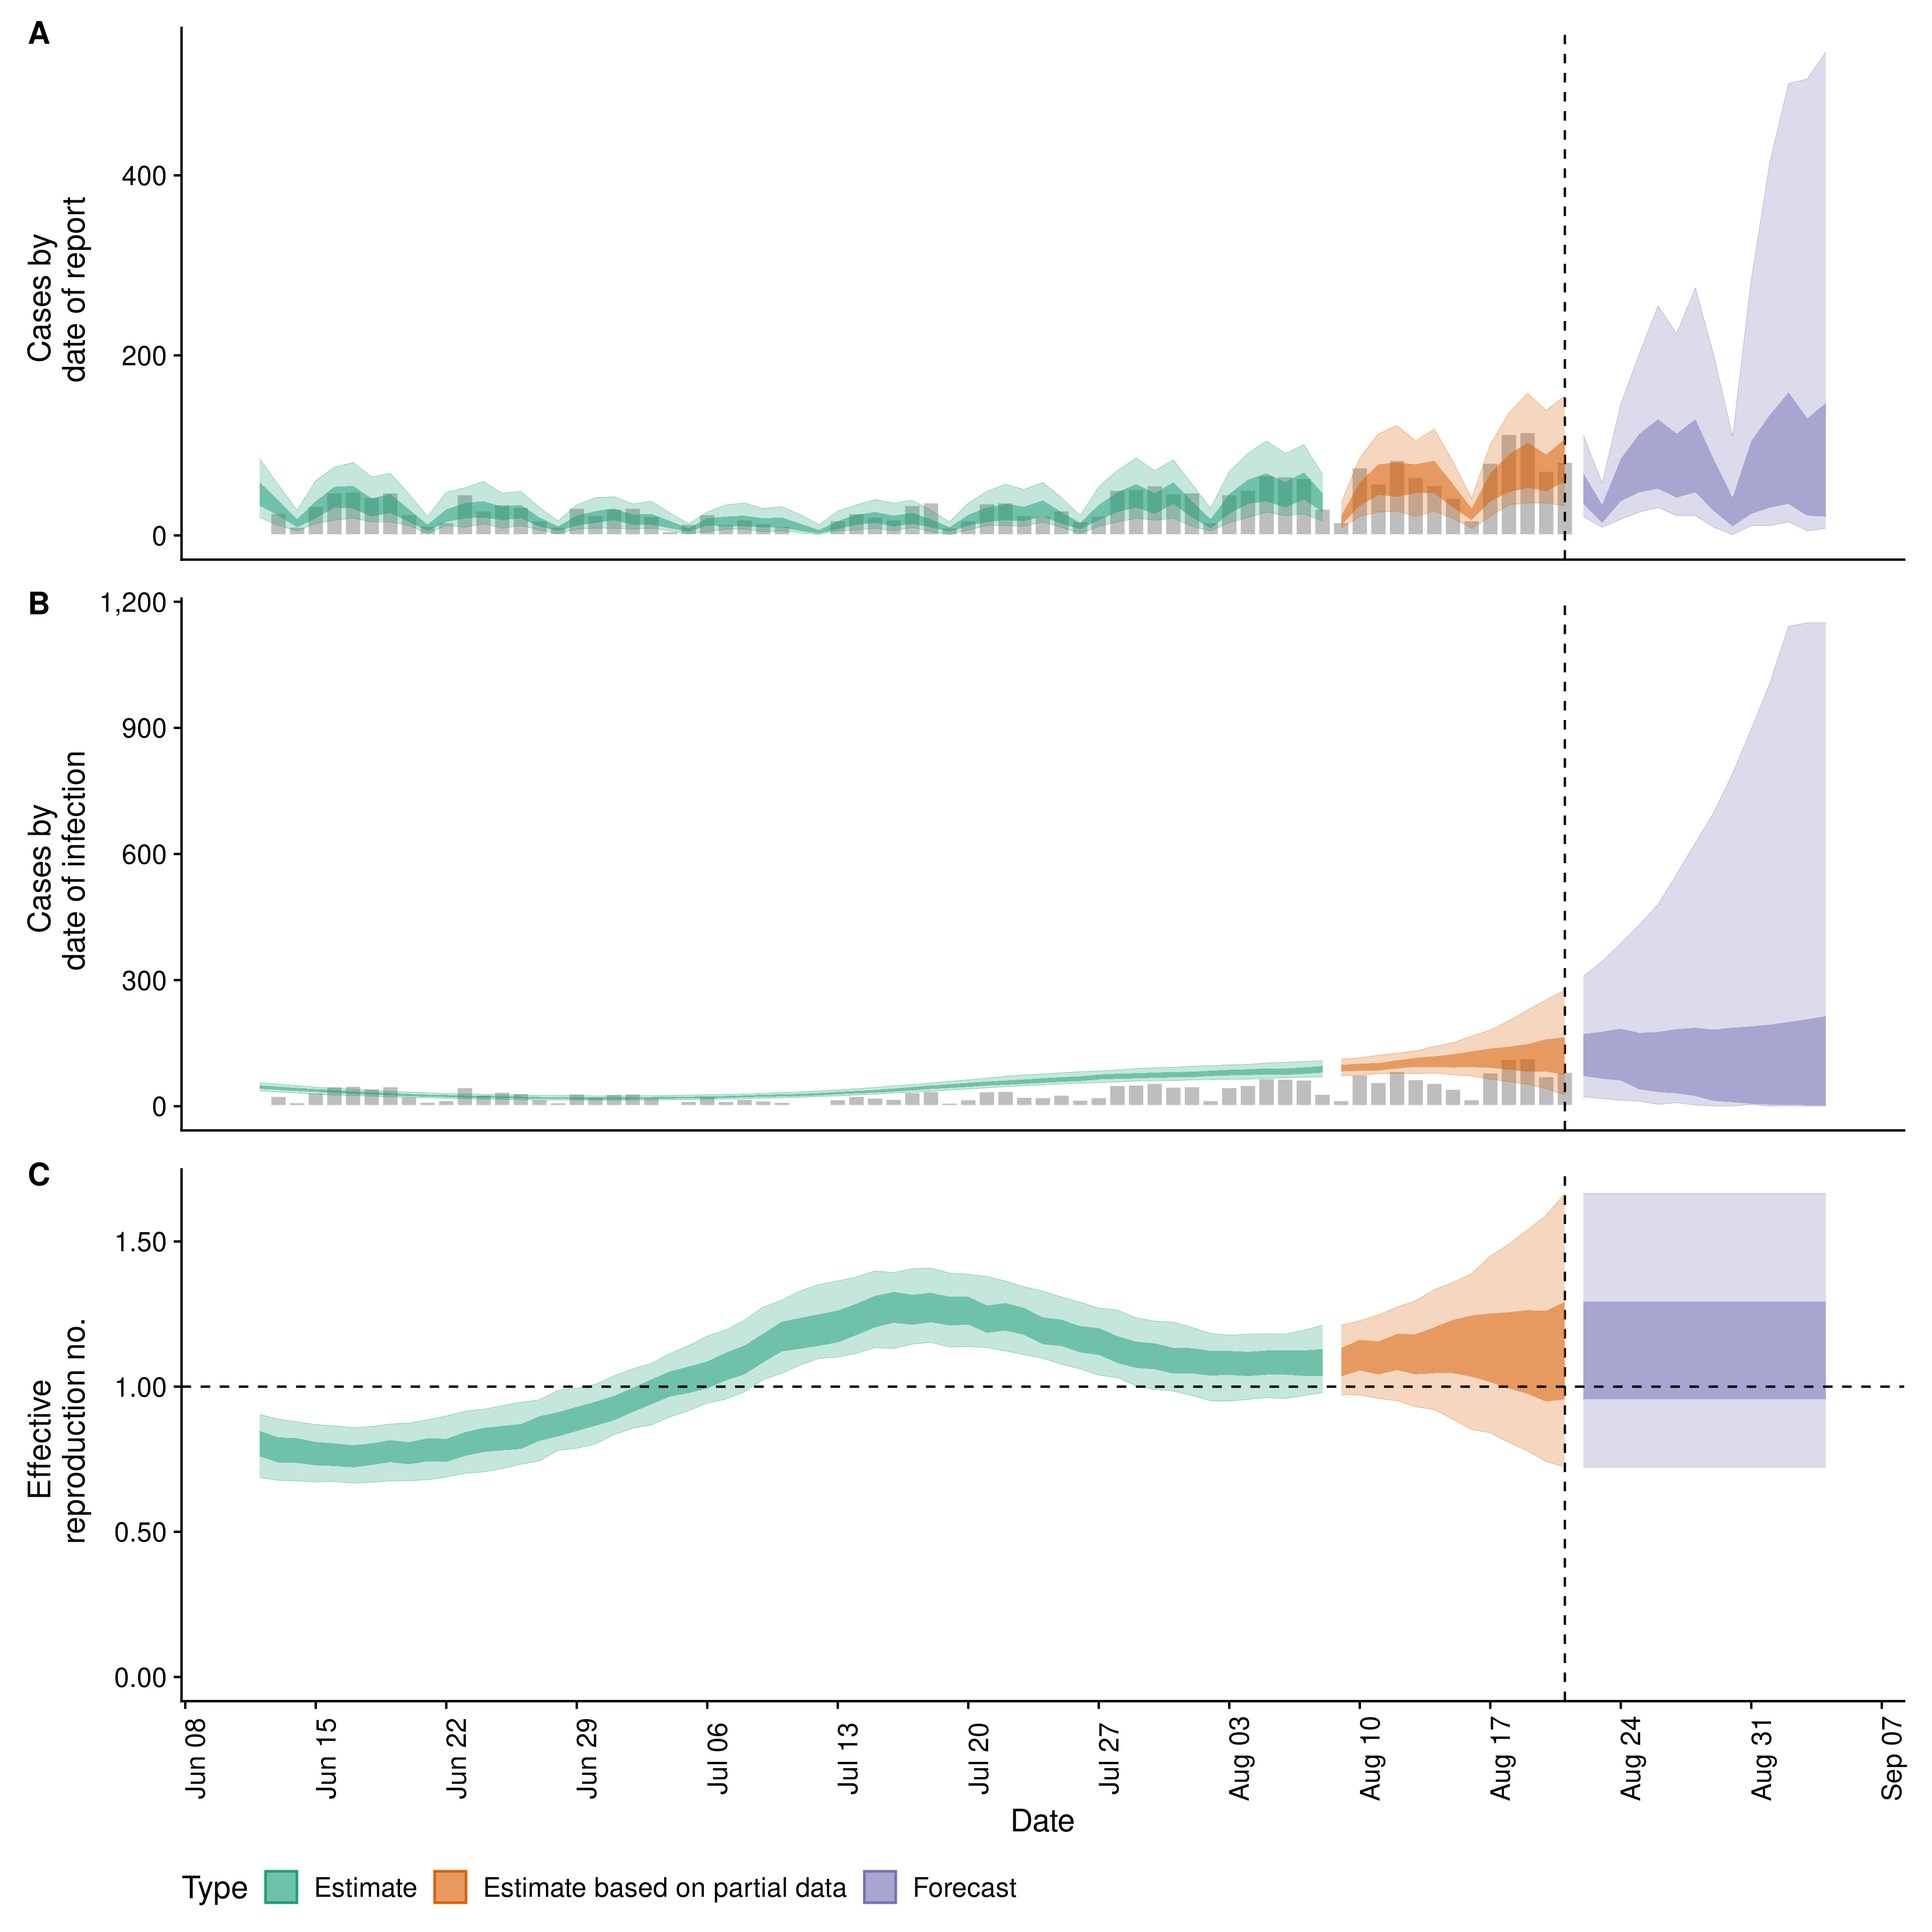 A
Cases by
date of report
400
200
0
B
Cases by
date of infection
1,200
900
600
300
0
C
Effective
reproduction no.
1.50
1.00
0.50
0.00
Jun 08
Jun 15
Jun 22
Jun 29
Jul 06
Jul 13
Jul 20
Jul 27
Aug 03
Aug 10
Aug 17
Aug 24
Aug 31
Sep 07
Date
Type Estimate Estimate based on partial data Forecast